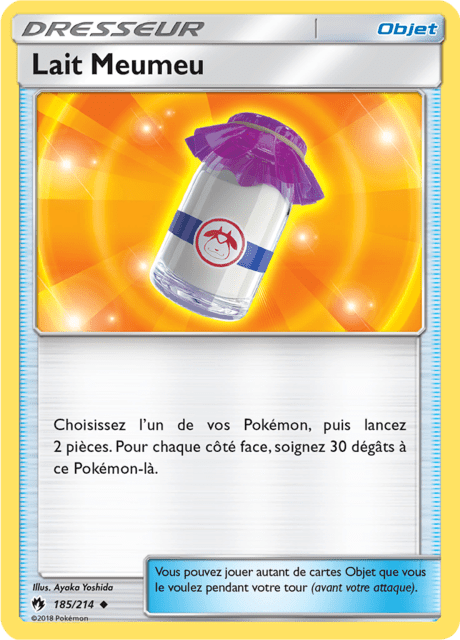 DRESSEUR
Objet
Lait Meumeu
Choisissez l'un de vos Pokémon, puis lancez
2 pièces. Pour chaque côté face, soignez 30 dégâts à
ce Pokémon-là.
Illus. Ayaka Yoshida
185/214
©2018 Pokémon
Vous pouvez jouer autant de cartes Objet que vous
le voulez pendant votre tour (avant votre attaque).